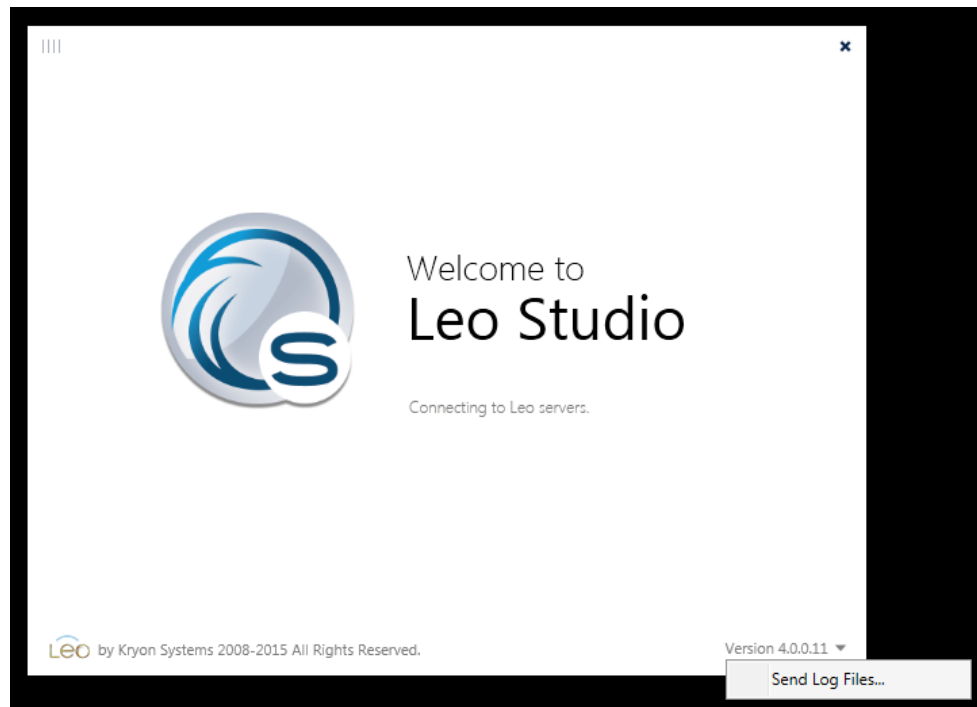 S
Welcome to
Leo Studio
Connecting to Leo servers.
Leo by Kryon Systems 2008-2015 All Rights Reserved.
Version 4.0.0.11
Send Log Files...